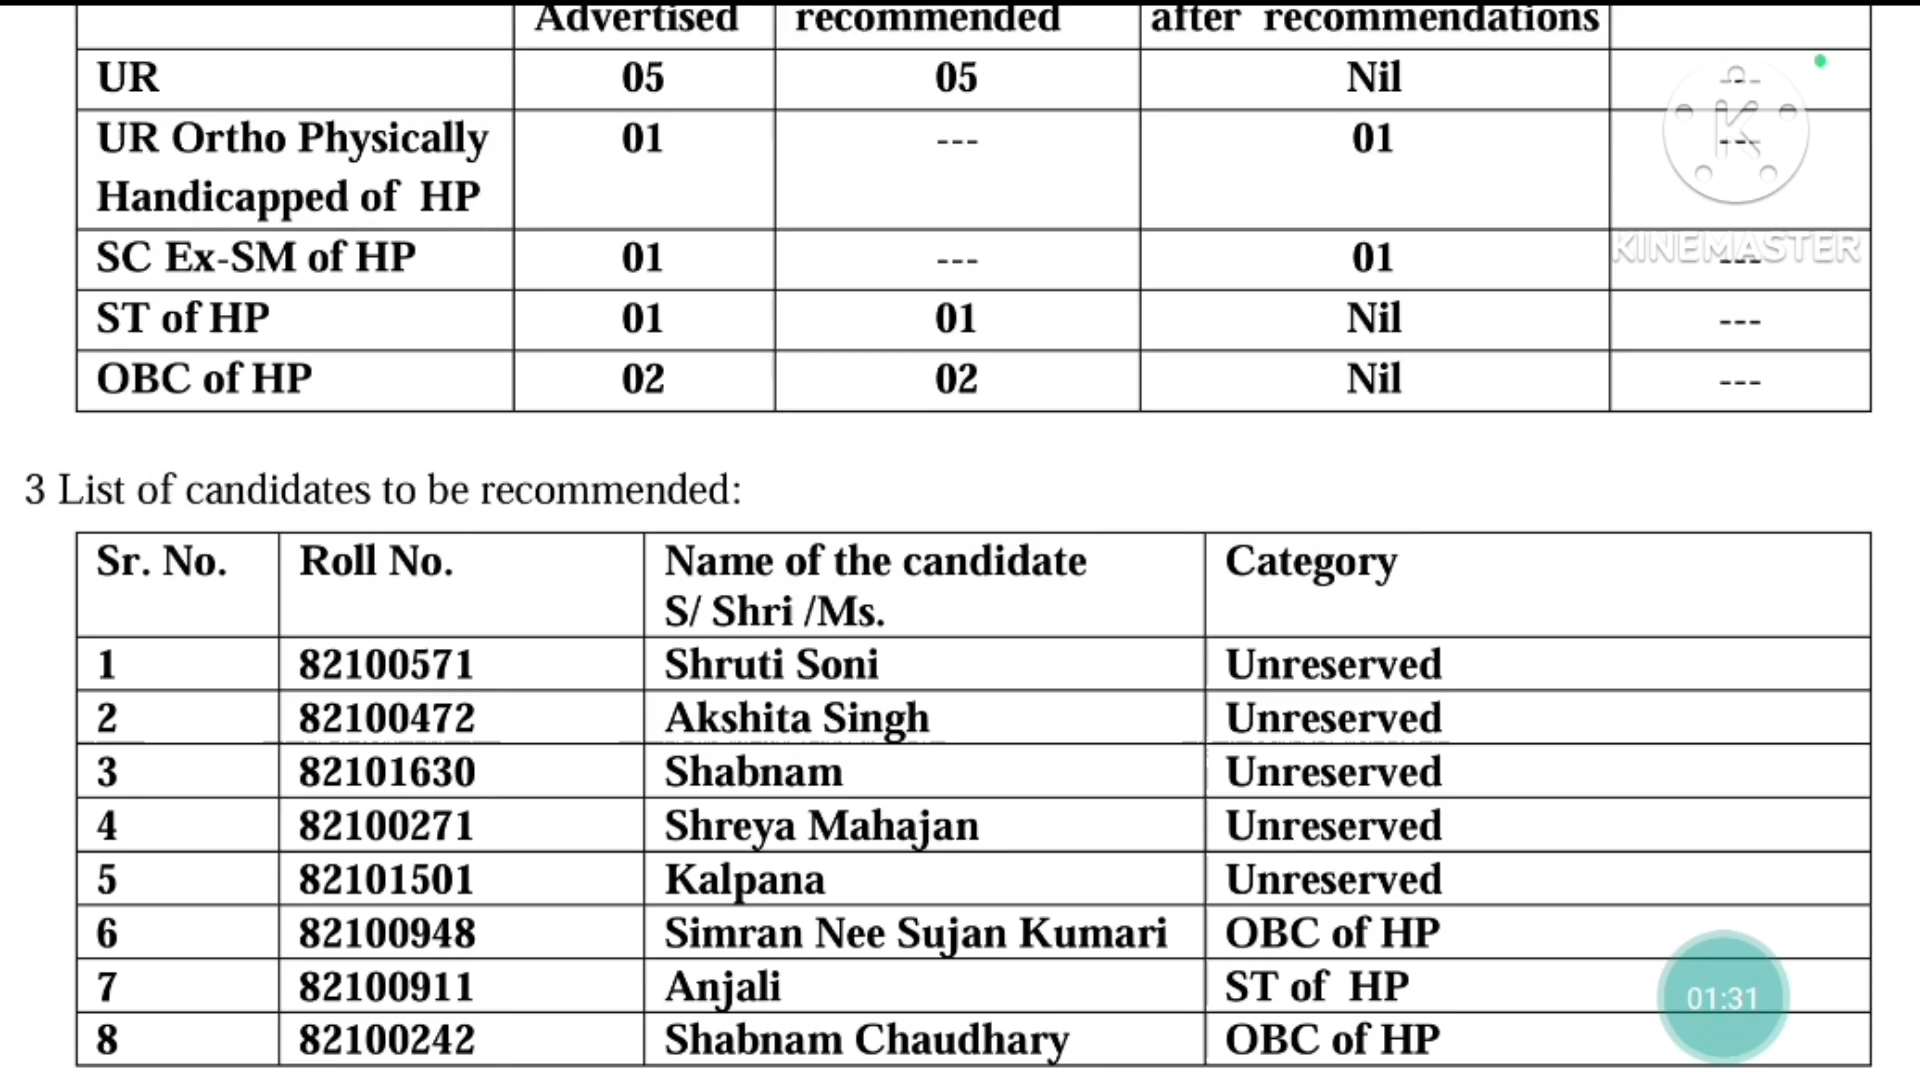 Advertised recommended after recommendations
UR 05 05 Nil ---
UR Ortho Physically 01 --- 01 ---
Handicapped of HP
SC Ex-SM of HP 01 --- 01 ---
KINEMASTER
ST of HP 01 01 Nil ---
OBC of HP 02 02 Nil ---
3 List of candidates to be recommended:
Sr. No. Roll No. Name of the candidate Category
S/ Shri /Ms.
1 82100571 Shruti Soni Unreserved
2 82100472 Akshita Singh Unreserved
3 82101630 Shabnam Unreserved
4 82100271 Shreya Mahajan Unreserved
5 82101501 Kalpana Unreserved
6 82100948 Simran Nee Sujan Kumari OBC of HP
7 82100911 Anjali ST of HP
01:31
8 82100242 Shabnam Chaudhary OBC of HP